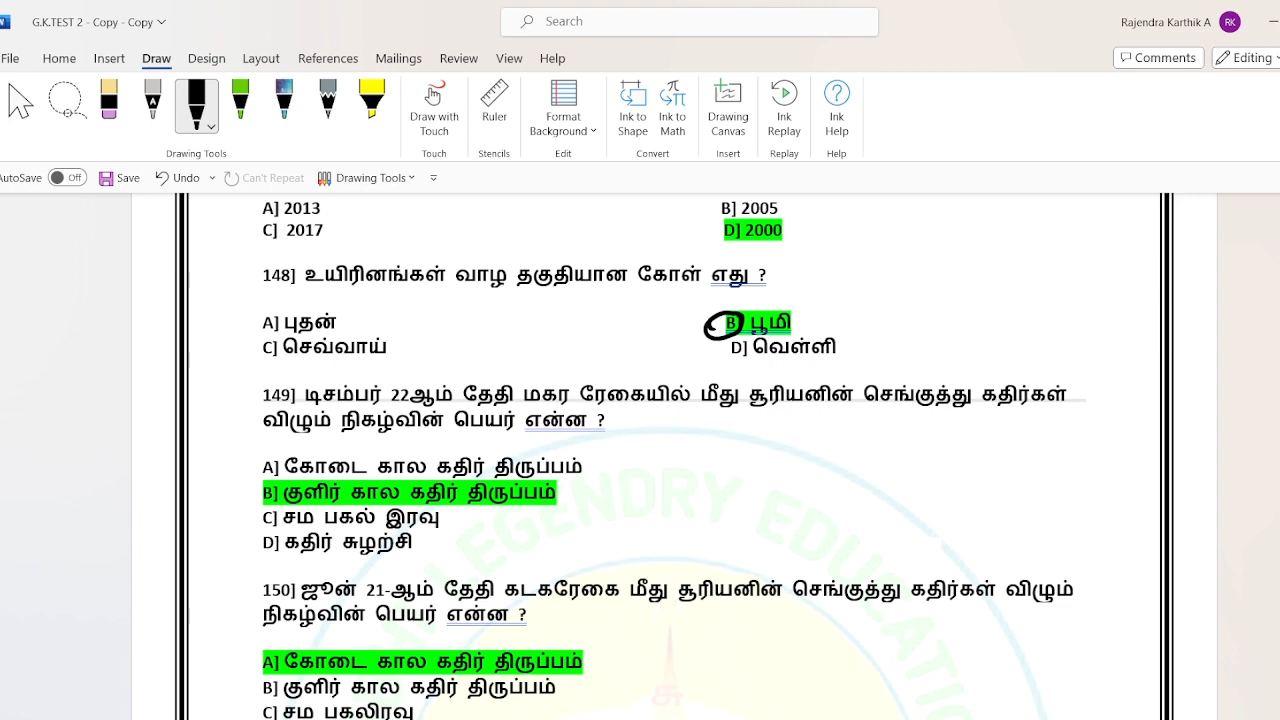 G.K.TEST 2 - Copy - Copy
Search
Rajendra Karthik A RK
File Home Insert Draw Design Layout References Mailings Review View Help
Comments Editing
Draw with Touch
Ruler
Format Background
Ink to Shape
Ink to Math
Drawing Canvas
Ink Replay
Ink Help
Drawing Tools Touch Stencils Edit Convert Insert Replay Help
AutoSave Off Save Undo Can't Repeat Drawing Tools
A] 2013 B] 2005
C] 2017 D] 2000
148] உயிரினங்கள் வாழ தகுதியான கோள் எது ?
A] புதன் B] பூமி
C] செவ்வாய் D] வெள்ளி
149] டிசம்பர் 22ஆம் தேதி மகர ரேகையில் மீது சூரியனின் செங்குத்து கதிர்கள்
விழும் நிகழ்வின் பெயர் என்ன ?
A] கோடை கால கதிர் திருப்பம்
B] குளிர் கால கதிர் திருப்பம்
C] சம பகல் இரவு
D] கதிர் சுழற்சி
150] ஜூன் 21-ஆம் தேதி கடகரேகை மீது சூரியனின் செங்குத்து கதிர்கள் விழும்
நிகழ்வின் பெயர் என்ன ?
A] கோடை கால கதிர் திருப்பம்
B] குளிர் கால கதிர் திருப்பம்
C] சம பகலிரவு
LEGENDRY EDUCATION